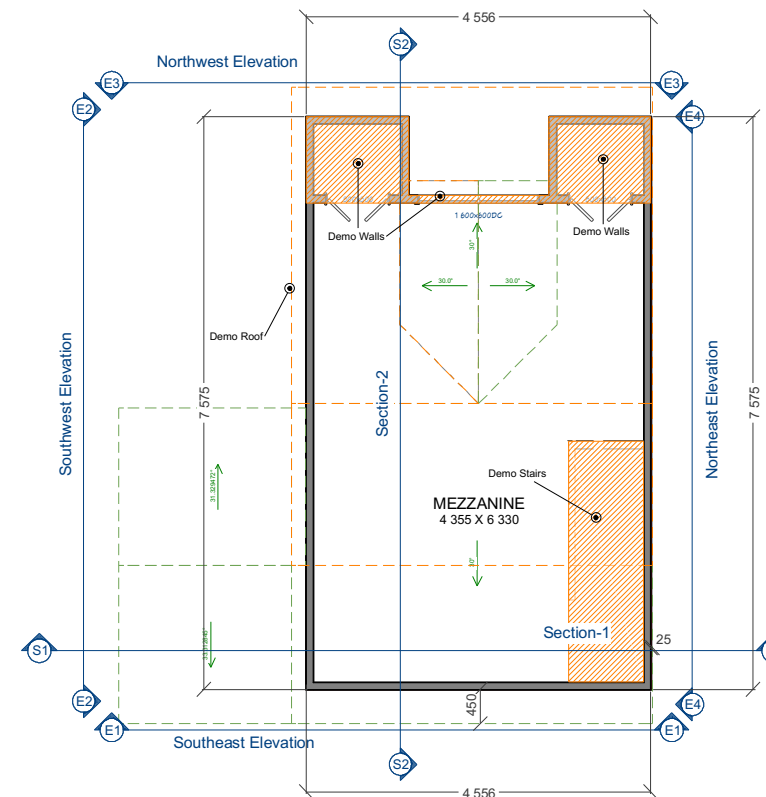 4 556
S2
Northwest Elevation
E3
E3
E2
E4
1 600x600DC
Demo Walls
Demo Walls
30°
30.0°
30.0°
Demo Roof
Southwest Elevation
7 575
Section-2
Northeast Elevation
7 575
31.329472°
Demo Stairs
MEZZANINE
4 355 X 6 330
30°
Section-1
25
S1
E2
450
E4
E1
E1
Southeast Elevation
S2
4 556